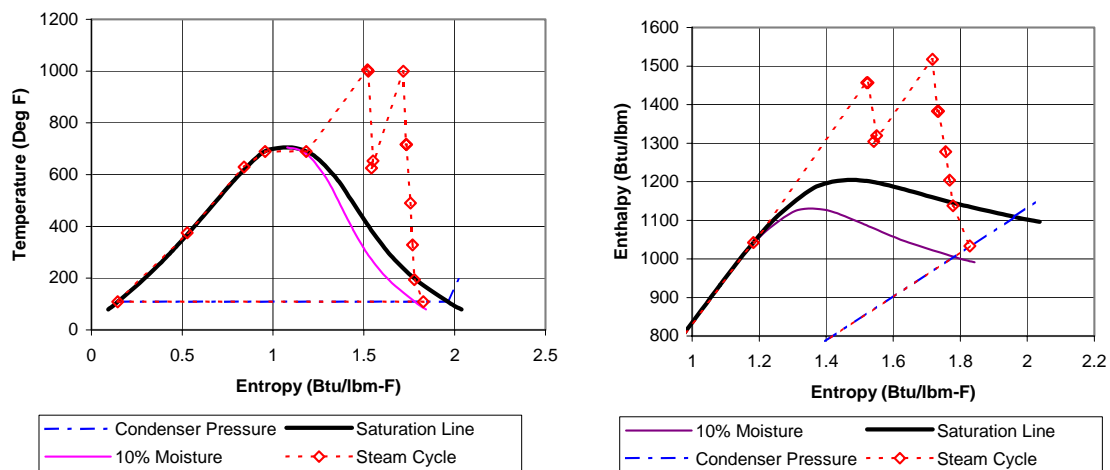 1200
1000
800
600
400
200
0
0
0.5
1
1.5
2
2.5
Temperature (Deg F)
Entropy (Btu/lbm-F)
Condenser Pressure
Saturation Line
10% Moisture
Steam Cycle
1600
1500
1400
1300
1200
1100
1000
900
800
1
1.2
1.4
1.6
1.8
2
2.2
Enthalpy (Btu/lbm)
Entropy (Btu/lbm-F)
10% Moisture
Saturation Line
Condenser Pressure
Steam Cycle